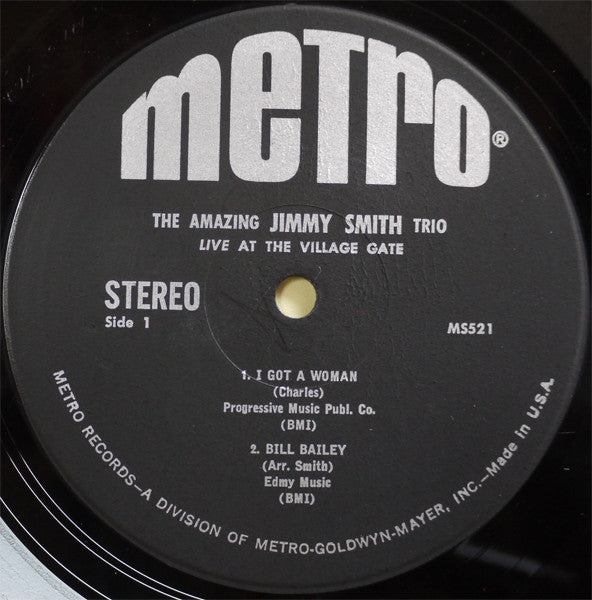 metro®
THE AMAZING JIMMY SMITH TRIO
LIVE AT THE VILLAGE GATE
STEREO
Side 1
MS521
1. I GOT A WOMAN
(Charles)
Progressive Music Publ. Co.
(BMI)
2. BILL BAILEY
(Arr. Smith)
Edmy Music
(BMI)
METRO RECORDS—A DIVISION OF METRO-GOLDWYN-MAYER, INC.—Made in U.S.A.